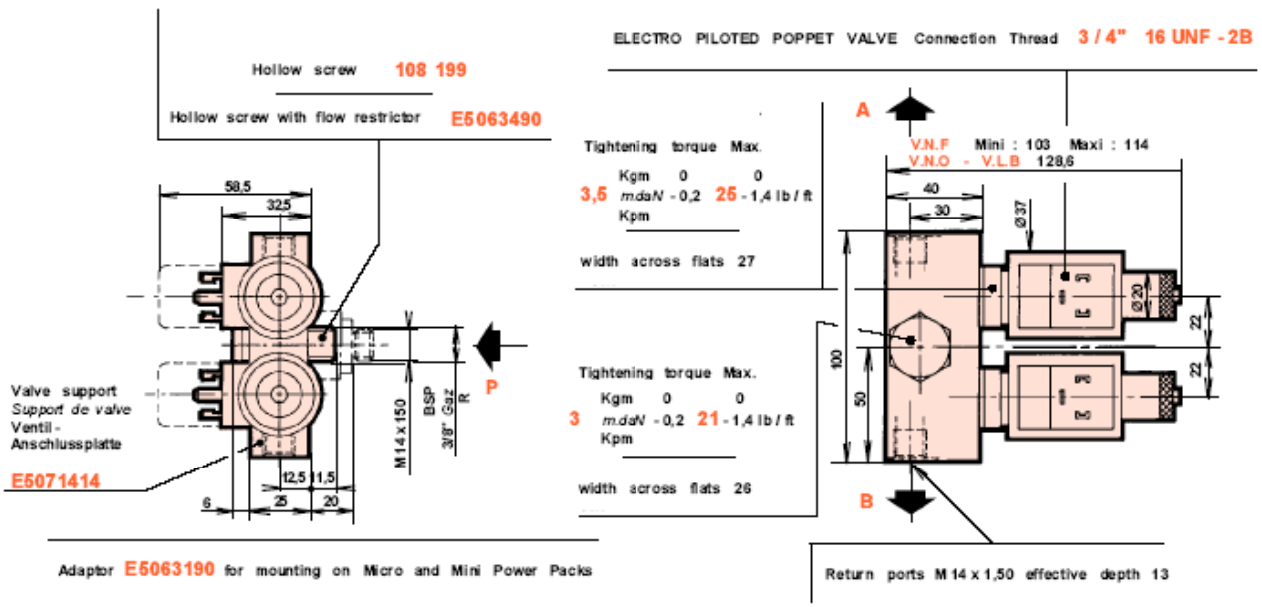 Hollow screw 108 199
Hollow screw with flow restrictor E5063490
58,5
32,5
P
M 14 x 150
BSP
3/8" Gaz
R
Valve support
Support de valve
Ventil -
Anschlussplatte
E5071414
12,5 11,5
6 25 20
Adaptor E5063190 for mounting on Micro and Mini Power Packs
ELECTRO PILOTED POPPET VALVE Connection Thread 3 / 4" 16 UNF - 2B
A
V.N.F Mini : 103 Maxi : 114
V.N.O - V.L.B 128,6
Tightening torque Max.
Kgm 0 0
3,5 m.daN - 0,2 25 - 1,4 lb / ft
Kpm
width across flats 27
40
30
Ø 37
Ø 20
22
22
100
50
Tightening torque Max.
Kgm 0 0
3 m.daN - 0,2 21 - 1,4 lb / ft
Kpm
width across flats 26
B
Return ports M 14 x 1,50 effective depth 13